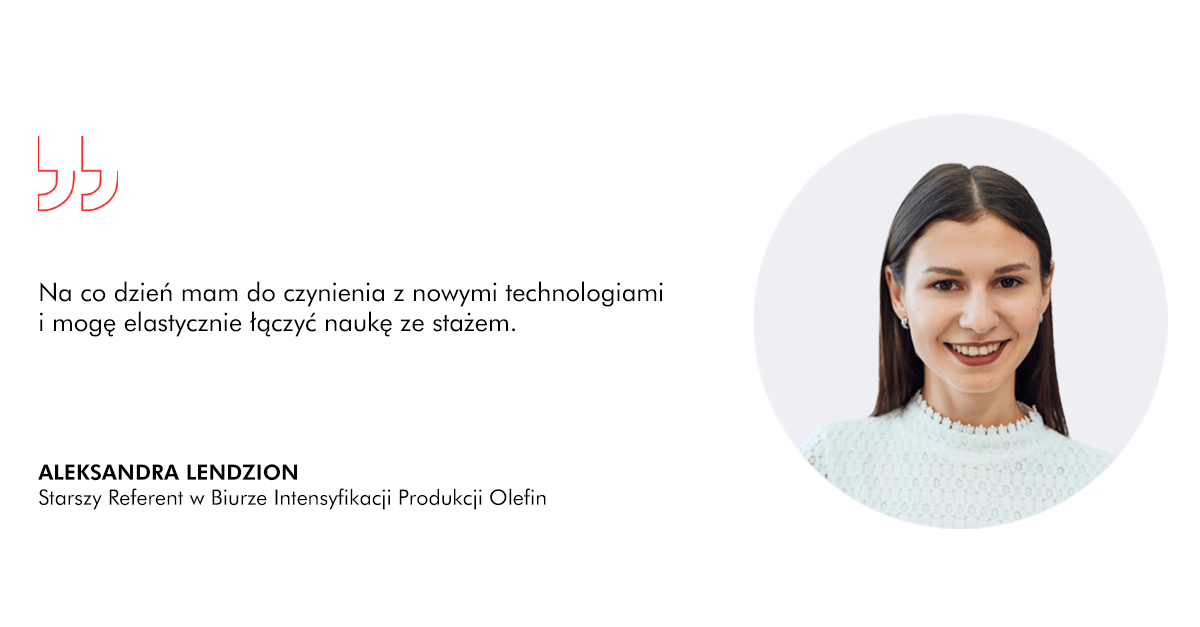 Na co dzień mam do czynienia z nowymi technologiami
i mogę elastycznie łączyć naukę ze stażem.
ALEKSANDRA LENDZION
Starszy Referent w Biurze Intensyfikacji Produkcji Olefin